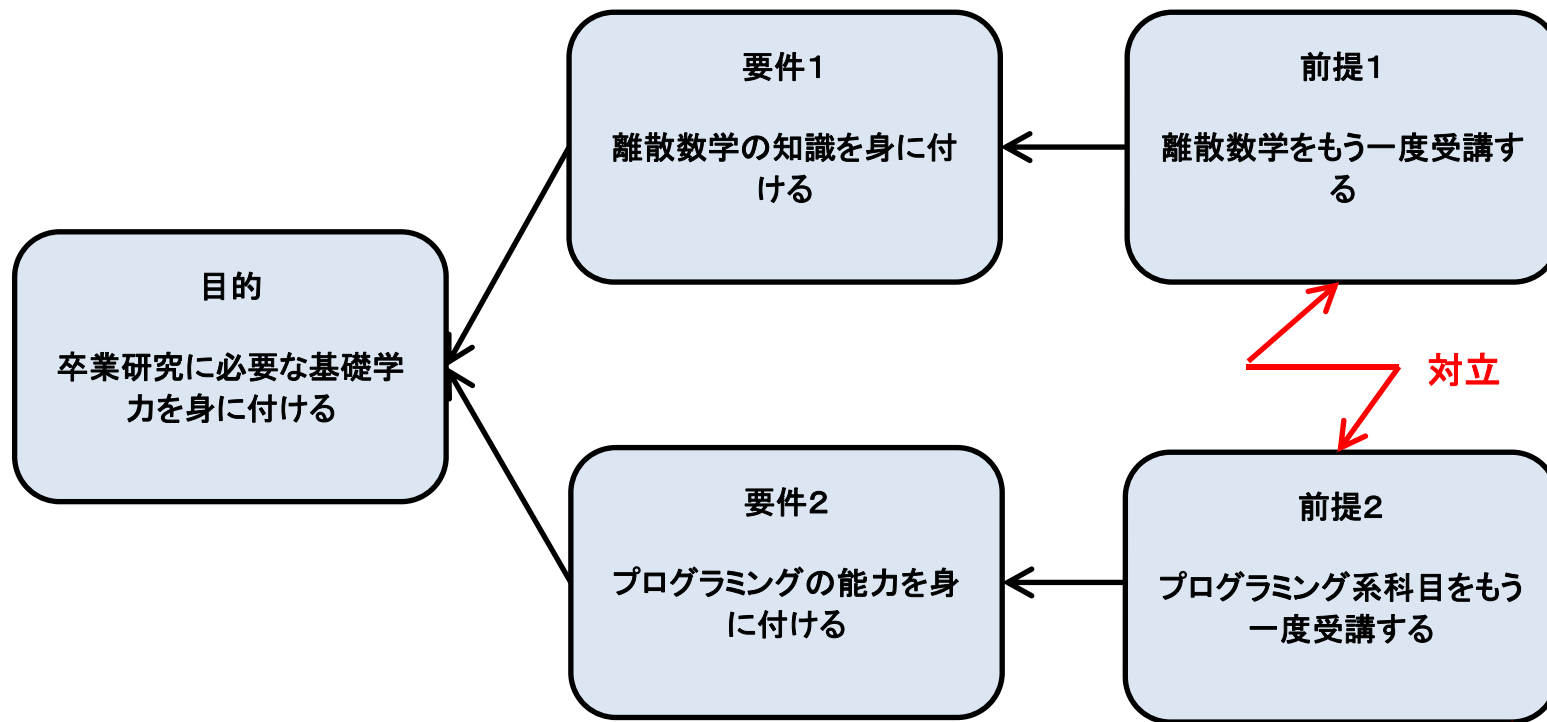 要件１
離散数学の知識を身に付
ける
前提１
離散数学をもう一度受講す
る
目的
卒業研究に必要な基礎学
力を身に付ける
対立
要件２
プログラミングの能力を身
に付ける
前提２
プログラミング系科目をもう
一度受講する